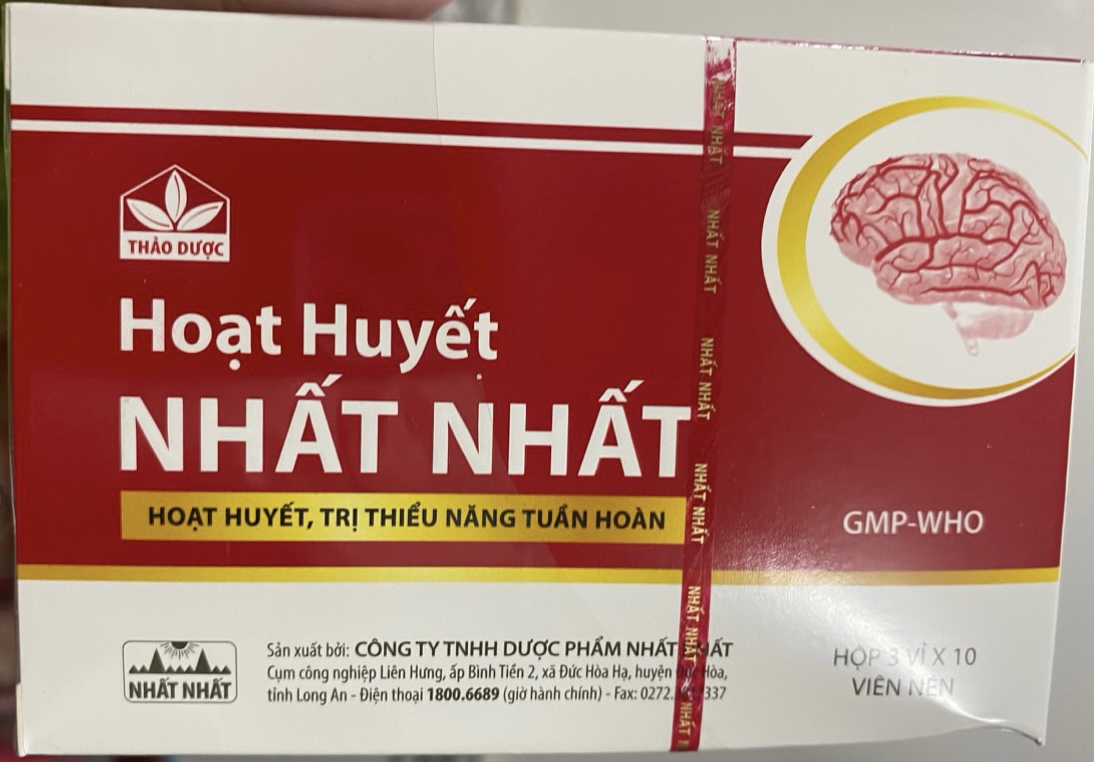 THẢO DƯỢC
Hoạt Huyết
NHẤT NHẤT
HOẠT HUYẾT, TRỊ THIỂU NĂNG TUẦN HOÀN
GMP-WHO
NHẤT NHẤT
Sản xuất bởi: CÔNG TY TNHH DƯỢC PHẨM NHẤT NHẤT
Cụm công nghiệp Liên Hưng, ấp Bình Tiền 2, xã Đức Hòa Hạ, huyện Đức Hòa,
tỉnh Long An - Điện thoại 1800.6689 (giờ hành chính) - Fax: 0272.
HỘP 3 VỈ X 10
VIÊN NÉN
NHẤT NHẤT
NHẤT NHẤT
NHẤT NHẤT
NHẤT NHẤT
NHẤT NHẤT
NHẤT